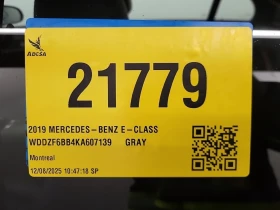 ADESA
21779
2019 MERCEDES-BENZ E-CLASS
WDDZF6BB4KA607139 GRAY
Montreal
12/08/2025 10:47:18 SP